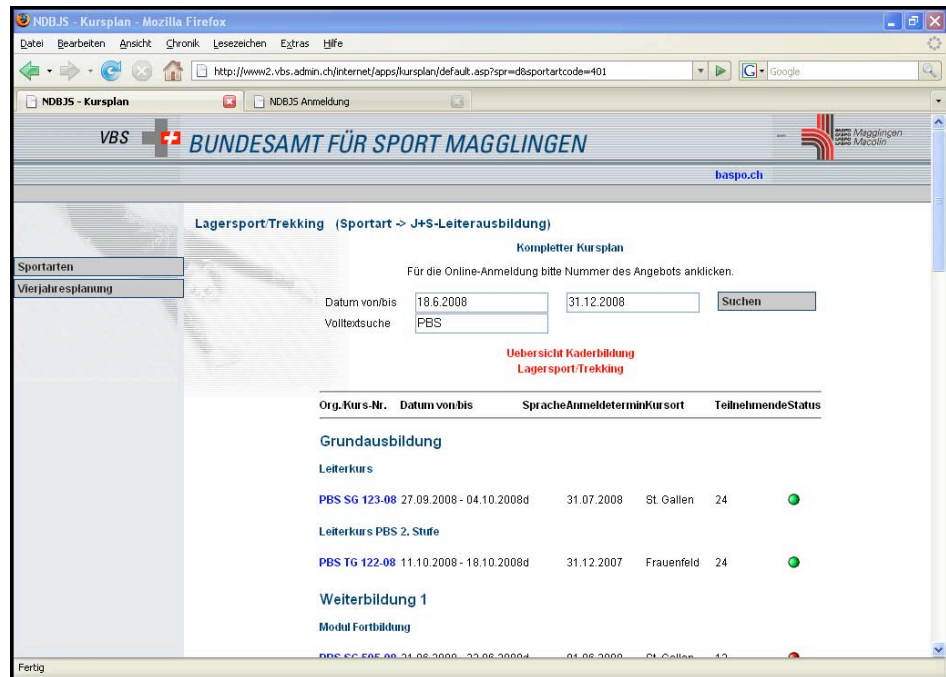 NDBJS - Kursplan - Mozilla Firefox
Datei Bearbeiten Ansicht Chronik Lesezeichen Extras Hilfe
http://www2.vbs.admin.ch/internet/apps/kursplan/default.asp?spr=d&sportartcode=401
G Google
NDBJS - Kursplan
NDBJS Anmeldung
VBS BUNDESAMT FÜR SPORT MAGGLINGEN
Magglingen
Macolin
baspo.ch
Lagersport/Trekking (Sportart -> J+S-Leiterausbildung)
Kompletter Kursplan
Sportarten
Für die Online-Anmeldung bitte Nummer des Angebots anklicken.
Vierjahresplanung
Datum von/bis 18.6.2008 31.12.2008 Suchen
Volltextsuche PBS
Uebersicht Kaderbildung
Lagersport/Trekking
Org./Kurs-Nr. Datum von/bis SpracheAnmeldeterminKursort TeilnehmendeStatus
Grundausbildung
Leiterkurs
PBS SG 123-08 27.09.2008 - 04.10.2008d 31.07.2008 St. Gallen 24
Leiterkurs PBS 2. Stufe
PBS TG 122-08 11.10.2008 - 18.10.2008d 31.12.2007 Frauenfeld 24
Weiterbildung 1
Modul Fortbildung
Fertig